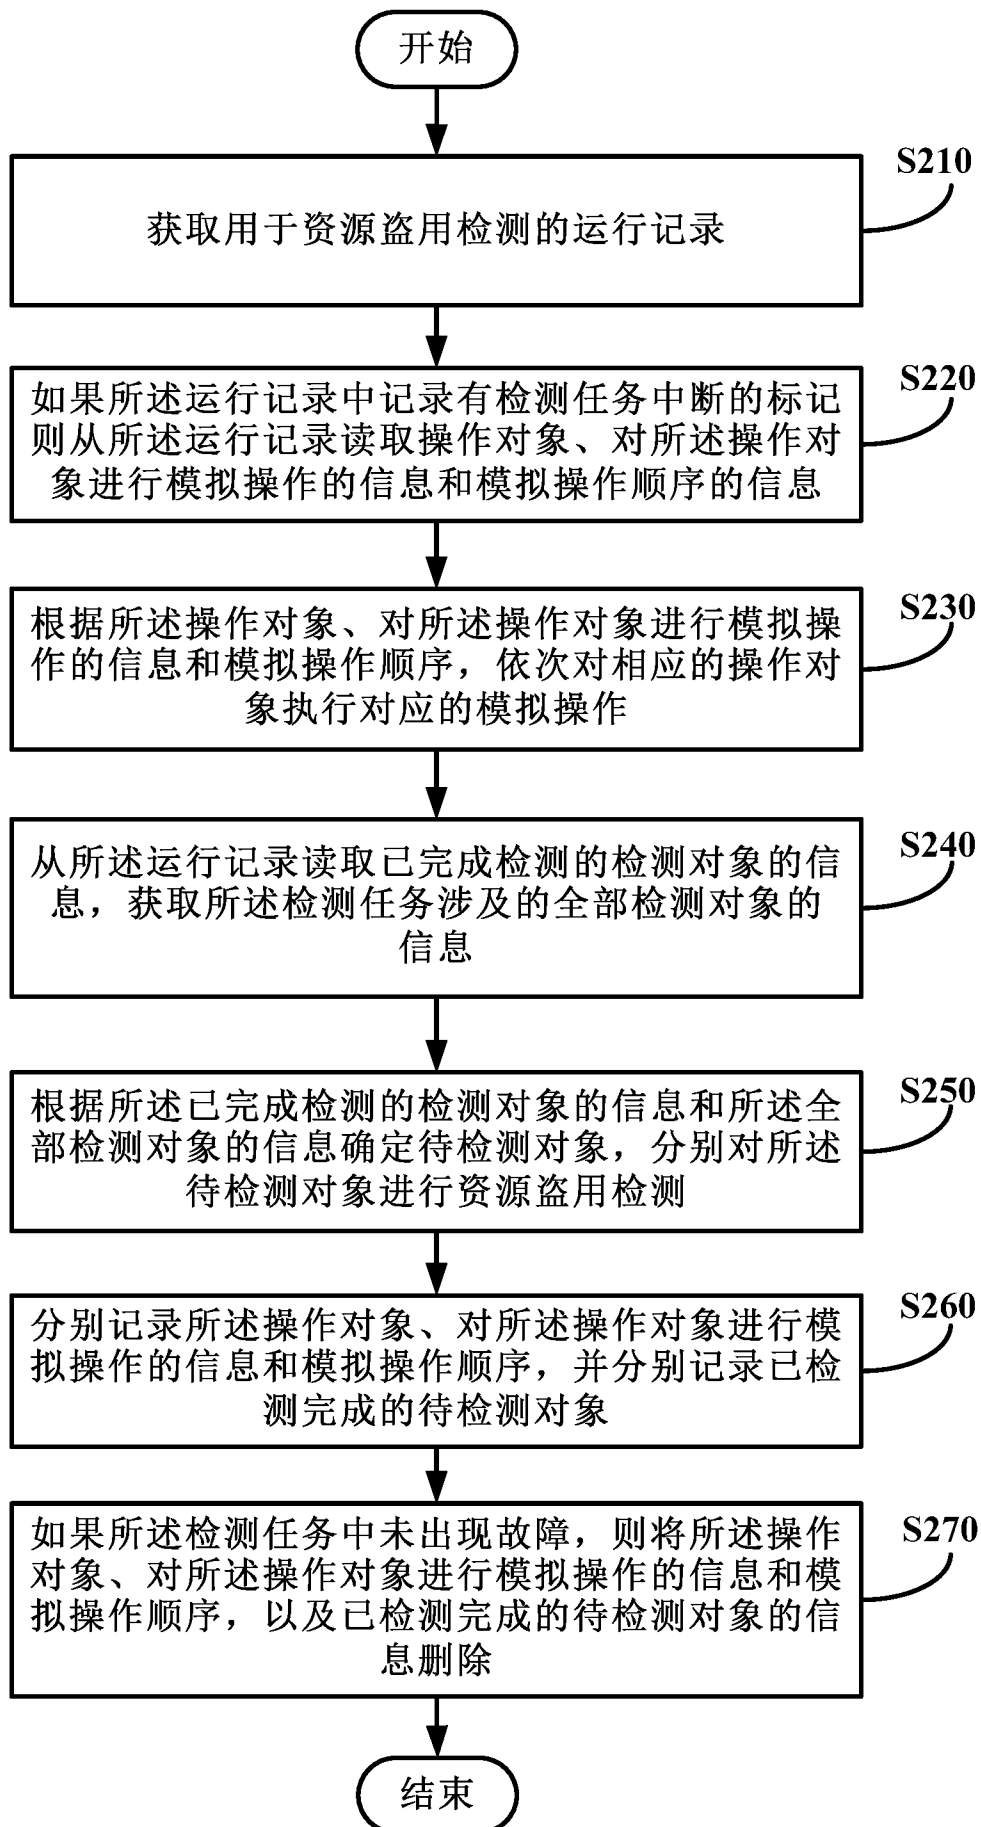 开始
S210
获取用于资源盗用检测的运行记录
S220
如果所述运行记录中记录有检测任务中断的标记
则从所述运行记录读取操作对象、对所述操作对
象进行模拟操作的信息和模拟操作顺序的信息
S230
根据所述操作对象、对所述操作对象进行模拟操
作的信息和模拟操作顺序，依次对相应的操作对
象执行对应的模拟操作
S240
从所述运行记录读取已完成检测的检测对象的信
息，获取所述检测任务涉及的全部检测对象的
信息
S250
根据所述已完成检测的检测对象的信息和所述全
部检测对象的信息确定待检测对象，分别对所述
待检测对象进行资源盗用检测
S260
分别记录所述操作对象、对所述操作对象进行模
拟操作的信息和模拟操作顺序，并分别记录已检
测完成的待检测对象
S270
如果所述检测任务中未出现故障，则将所述操作
对象、对所述操作对象进行模拟操作的信息和模
拟操作顺序，以及已检测完成的待检测对象的信
息删除
结束